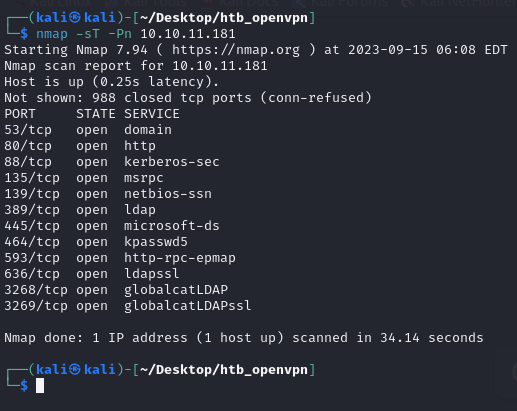 ┌──(kali㉿kali)-[~/Desktop/htb_openvpn]
└─$ nmap -sT -Pn 10.10.11.181
Starting Nmap 7.94 ( https://nmap.org ) at 2023-09-15 06:08 EDT
Nmap scan report for 10.10.11.181
Host is up (0.25s latency).
Not shown: 988 closed tcp ports (conn-refused)
PORT     STATE SERVICE
53/tcp   open  domain
80/tcp   open  http
88/tcp   open  kerberos-sec
135/tcp  open  msrpc
139/tcp  open  netbios-ssn
389/tcp  open  ldap
445/tcp  open  microsoft-ds
464/tcp  open  kpasswd5
593/tcp  open  http-rpc-epmap
636/tcp  open  ldapssl
3268/tcp open  globalcatLDAP
3269/tcp open  globalcatLDAPssl
Nmap done: 1 IP address (1 host up) scanned in 34.14 seconds
┌──(kali㉿kali)-[~/Desktop/htb_openvpn]
└─$